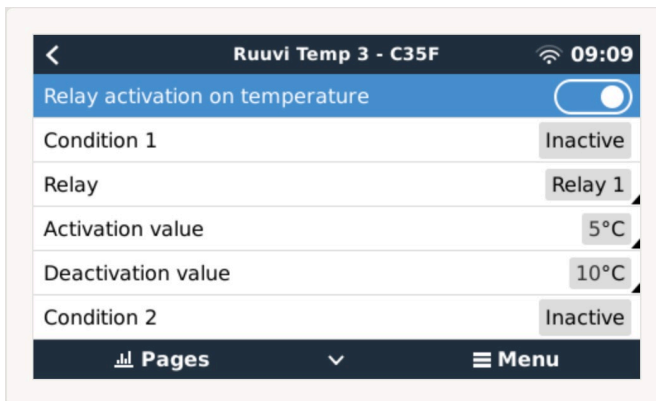 Ruuvi Temp 3 - C35F 09:09
Relay activation on temperature
Condition 1 Inactive
Relay Relay 1
Activation value 5°C
Deactivation value 10°C
Condition 2 Inactive
Pages Menu